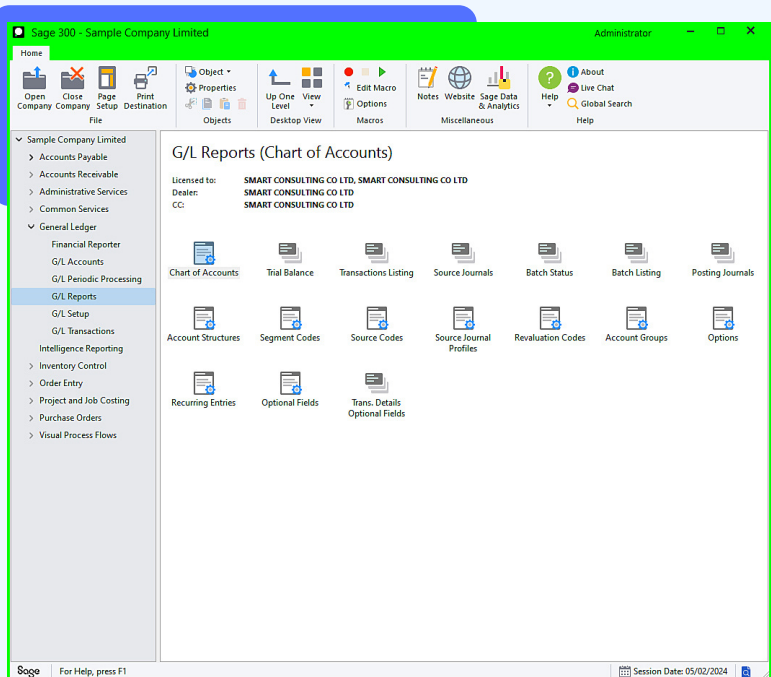 Sage 300 - Sample Company Limited
Administrator
Home
Open Company
Close Company
Page Setup
Print Destination
File
Object
Properties
Objects
Up One Level
View
Desktop View
Edit Macro
Options
Macros
Notes
Website
Sage Data & Analytics
Miscellaneous
Help
About
Live Chat
Global Search
Help
Sample Company Limited
Accounts Payable
Accounts Receivable
Administrative Services
Common Services
General Ledger
Financial Reporter
G/L Accounts
G/L Periodic Processing
G/L Reports
G/L Setup
G/L Transactions
Intelligence Reporting
Inventory Control
Order Entry
Project and Job Costing
Purchase Orders
Visual Process Flows
G/L Reports (Chart of Accounts)
Licensed to: SMART CONSULTING CO LTD, SMART CONSULTING CO LTD
Dealer: SMART CONSULTING CO LTD
CC: SMART CONSULTING CO LTD
Chart of Accounts
Trial Balance
Transactions Listing
Source Journals
Batch Status
Batch Listing
Posting Journals
Account Structures
Segment Codes
Source Codes
Source Journal
Profiles
Revaluation Codes
Account Groups
Options
Recurring Entries
Optional Fields
Trans. Details
Optional Fields
Sage
For Help, press F1
Session Date: 05/02/2024